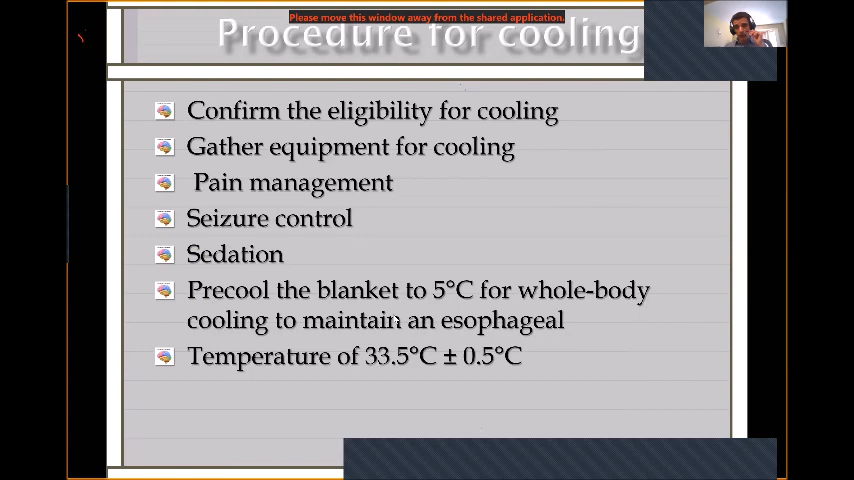 Please move this window away from the shared application.
Procedure for cooling
Confirm the eligibility for cooling
Gather equipment for cooling
Pain management
Seizure control
Sedation
Precool the blanket to 5°C for whole-body
cooling to maintain an esophageal
Temperature of 33.5°C ± 0.5°C